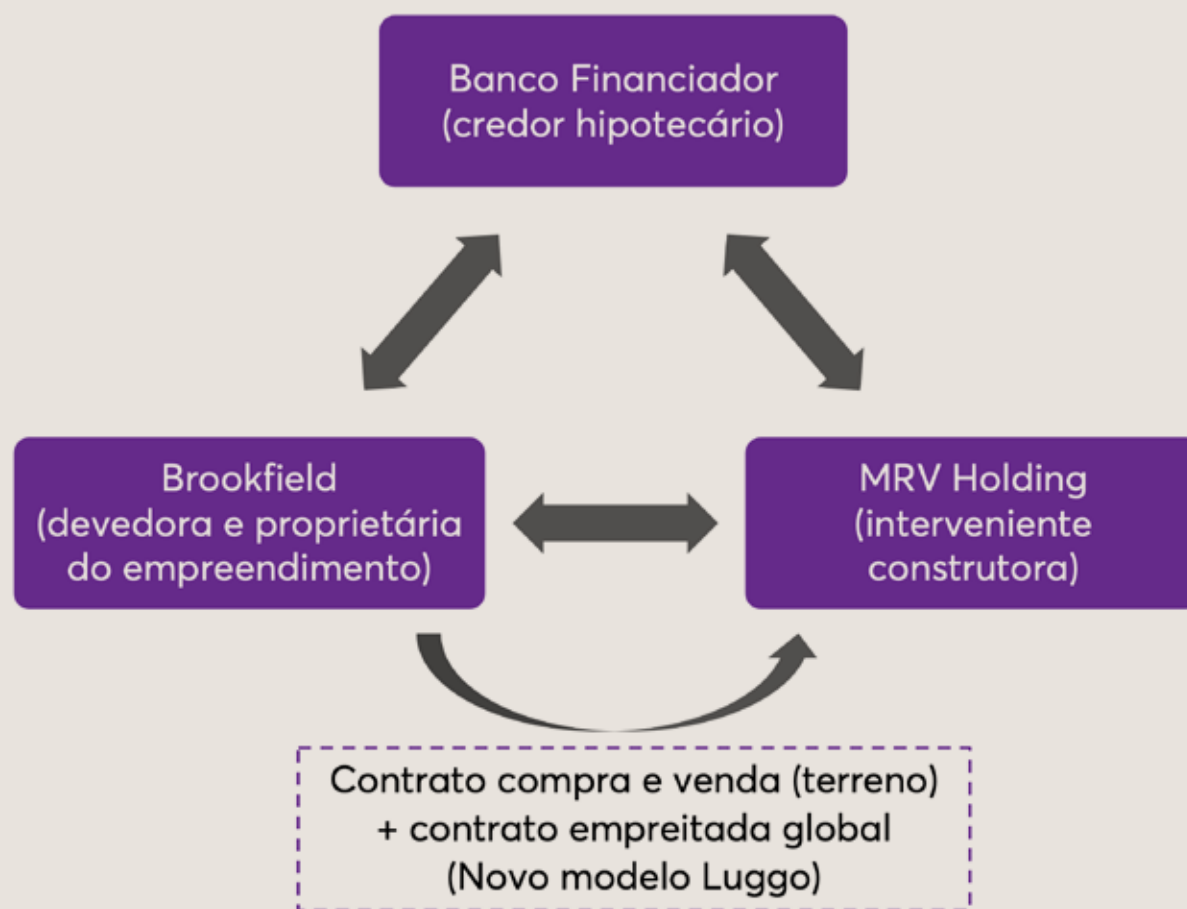 Banco Financiador
(credor hipotecário)
Brookfield
(devedora e proprietária
do empreendimento)
MRV Holding
(interveniente
construtora)
Contrato compra e venda (terreno)
+ contrato empreitada global
(Novo modelo Luggo)